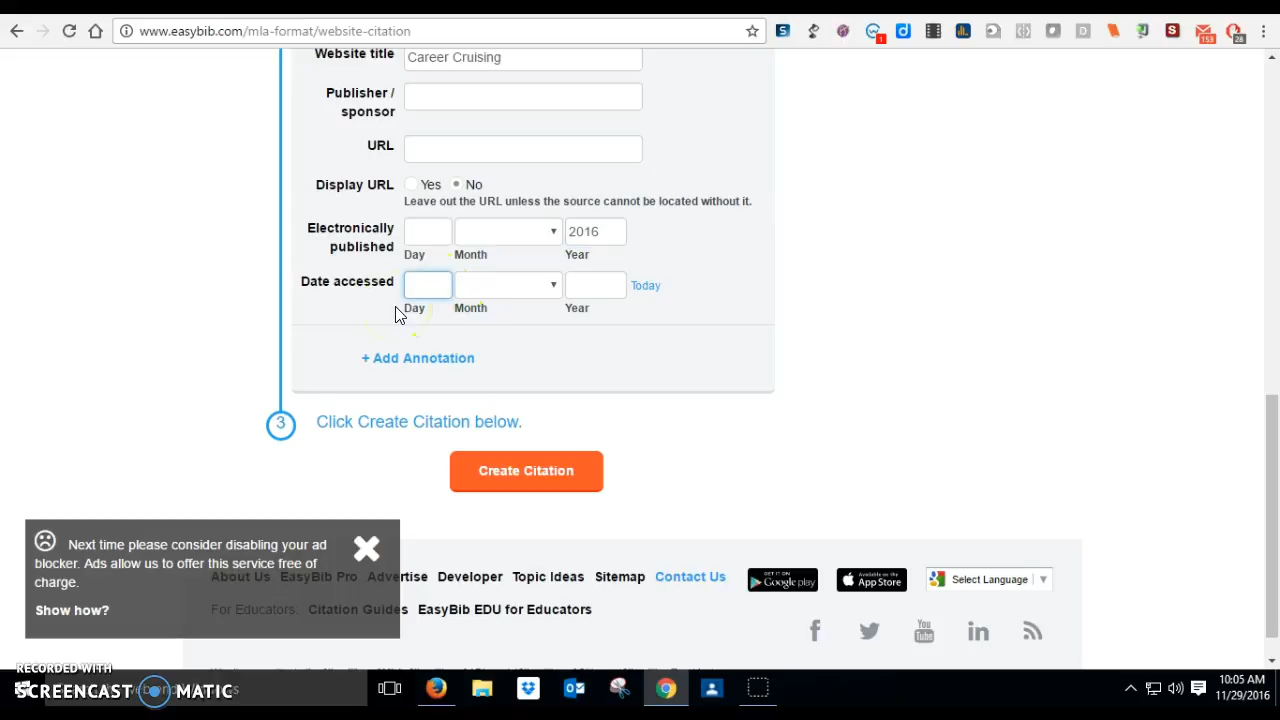 www.easybib.com/mla-format/website-citation
1
153
28
Website title
Career Cruising
Publisher /
sponsor
URL
Display URL
Yes
No
Leave out the URL unless the source cannot be located without it.
Electronically
published
2016
Day
Month
Year
Date accessed
Today
Day
Month
Year
+ Add Annotation
3
Click Create Citation below.
Create Citation
Next time please consider disabling your ad
blocker. Ads allow us to offer this service free of
charge.
Show how?
About Us
EasyBib Pro
Advertise
Developer
Topic Ideas
Sitemap
Contact Us
GET IT ON
Google play
Available on the
App Store
Select Language
For Educators:
Citation Guides
EasyBib EDU for Educators
You
Tube
RECORDED WITH
SCREENCAST MATIC
10:05 AM
11/29/2016